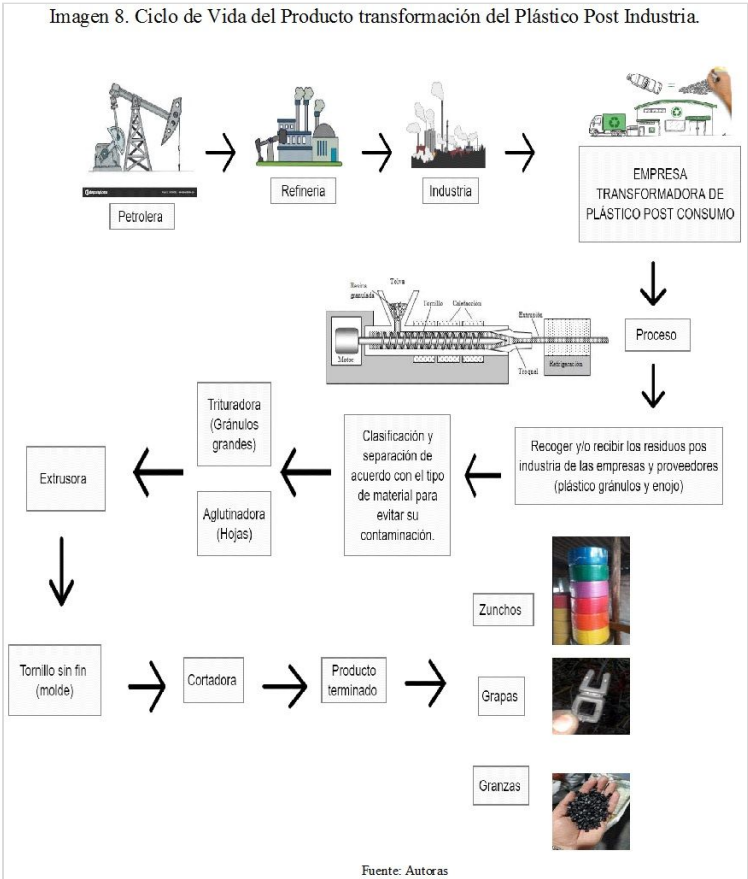 Imagen 8. Ciclo de Vida del Producto transformación del Plástico Post Industria.
Petrolera
Refineria
Industria
EMPRESA
TRANSFORMADORA DE
PLÁSTICO POST CONSUMO
Proceso
Resina
granulada
Tolva
Tornillo
Calefacción
Extrusión
Motor
Torquel
Refrigeración
Recoger y/o recibir los residuos pos
industria de las empresas y proveedores
(plástico gránulos y enojo)
Clasificación y
separación de
acuerdo con el tipo
de material para
evitar su
contaminación.
Trituradora
(Gránulos
grandes)
Aglutinadora
(Hojas)
Extrusora
Tornillo sin fin
(molde)
Cortadora
Producto
terminado
Zunchos
Grapas
Granzas
Fuente: Autoras